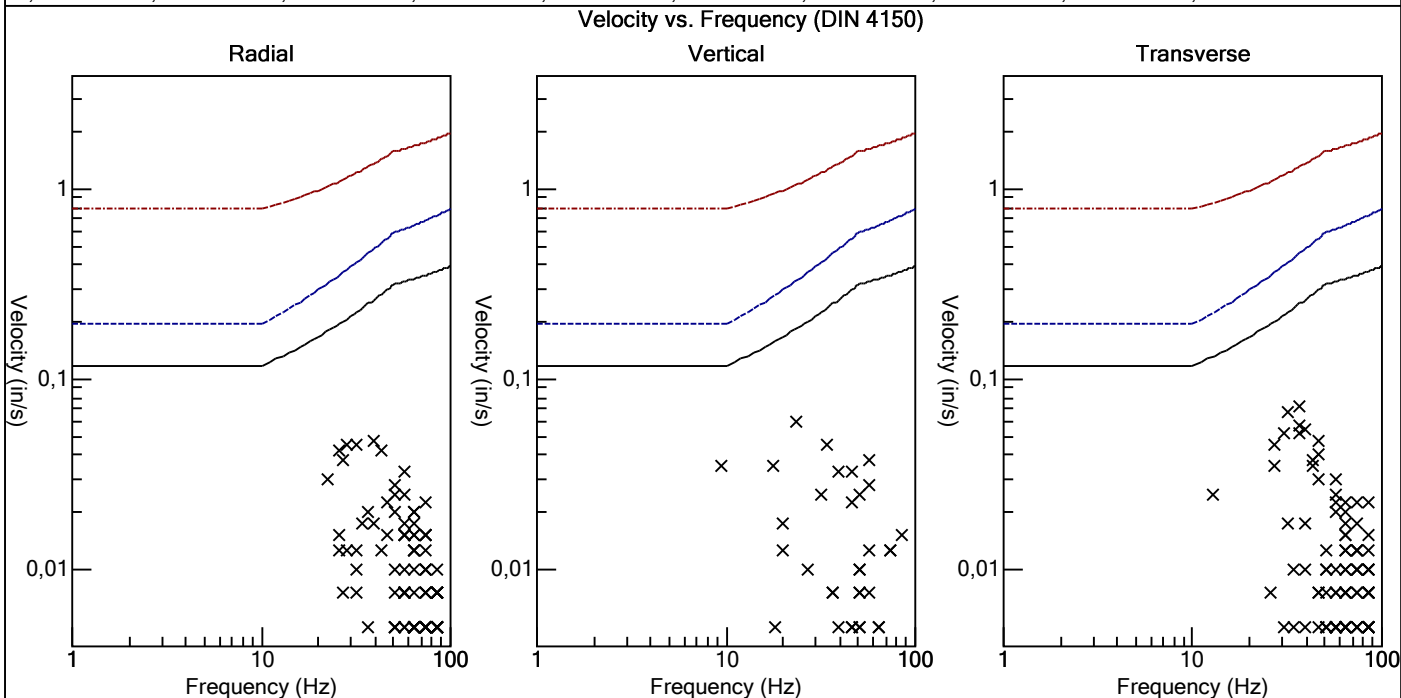 Velocity vs. Frequency (DIN 4150)
Radial
Vertical
Transverse
1
0,1
0,01
Velocity (in/s)
1 10 100
Frequency (Hz)
1
0,1
0,01
Velocity (in/s)
1 10 100
Frequency (Hz)
1
0,1
0,01
Velocity (in/s)
1 10 100
Frequency (Hz)